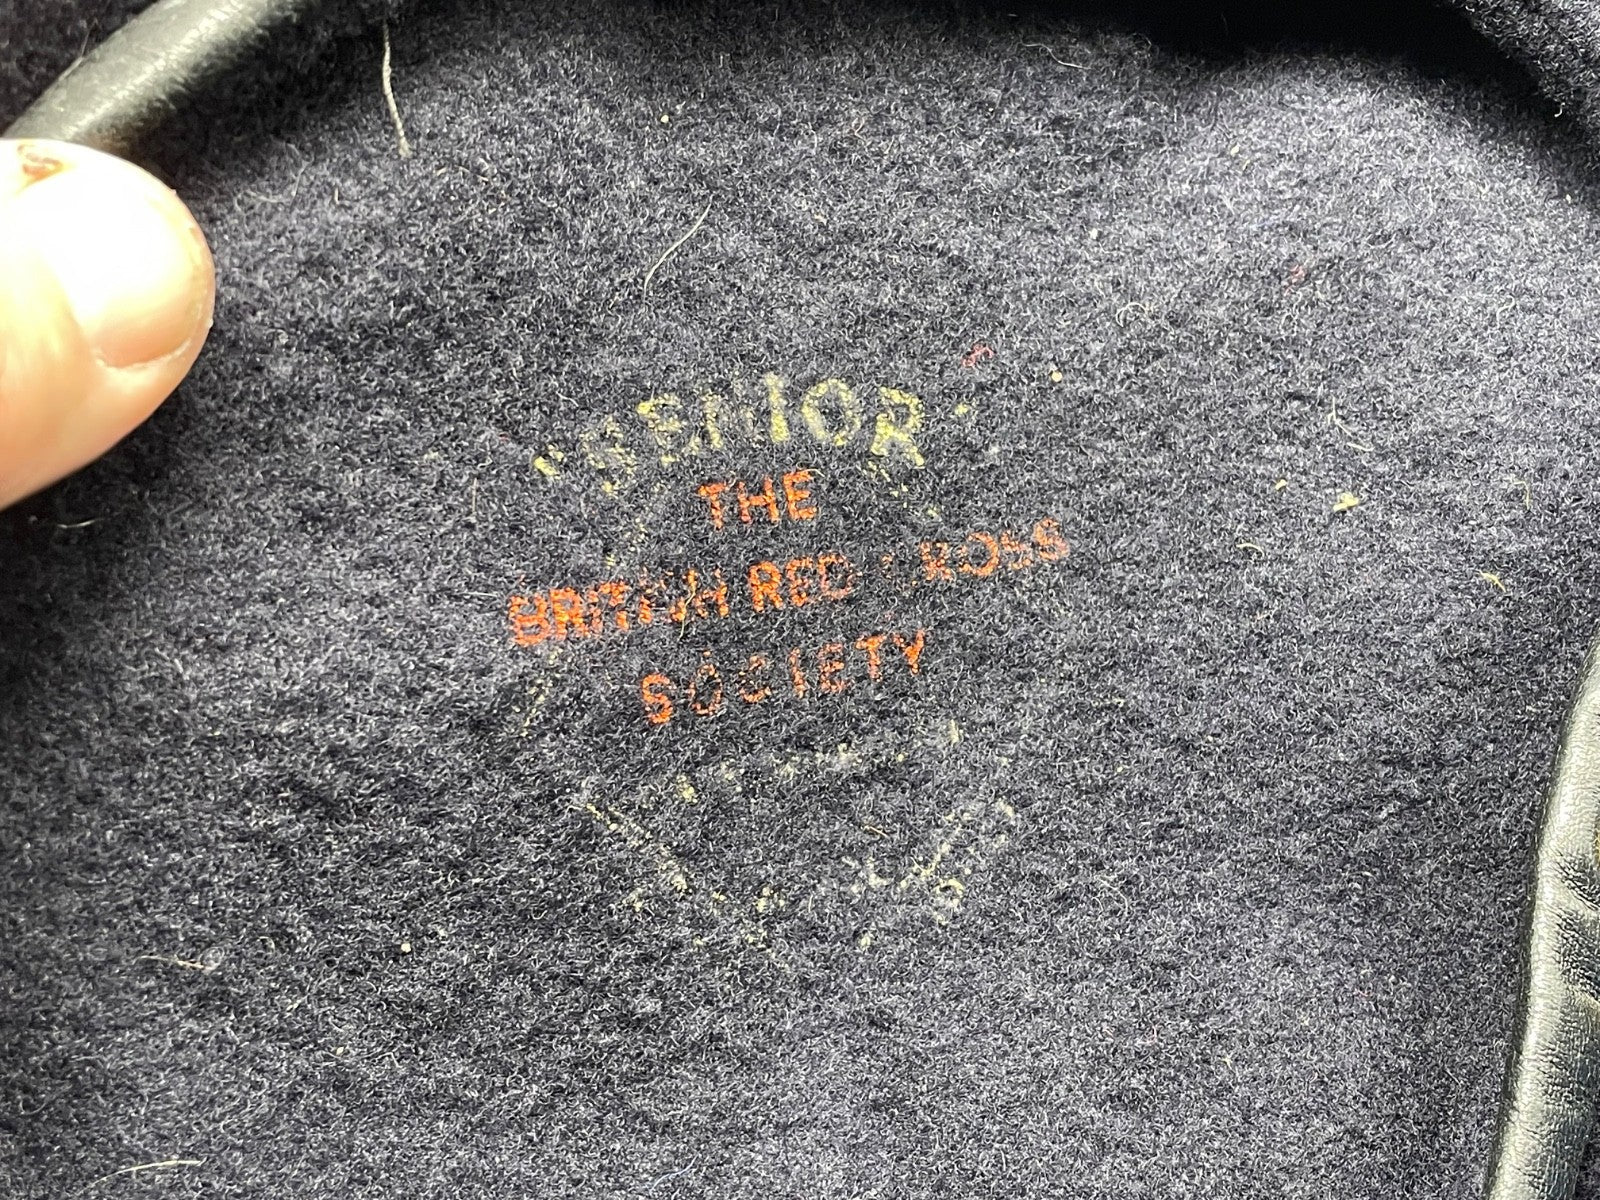 "SENIOR"
THE
BRITISH RED CROSS
SOCIETY